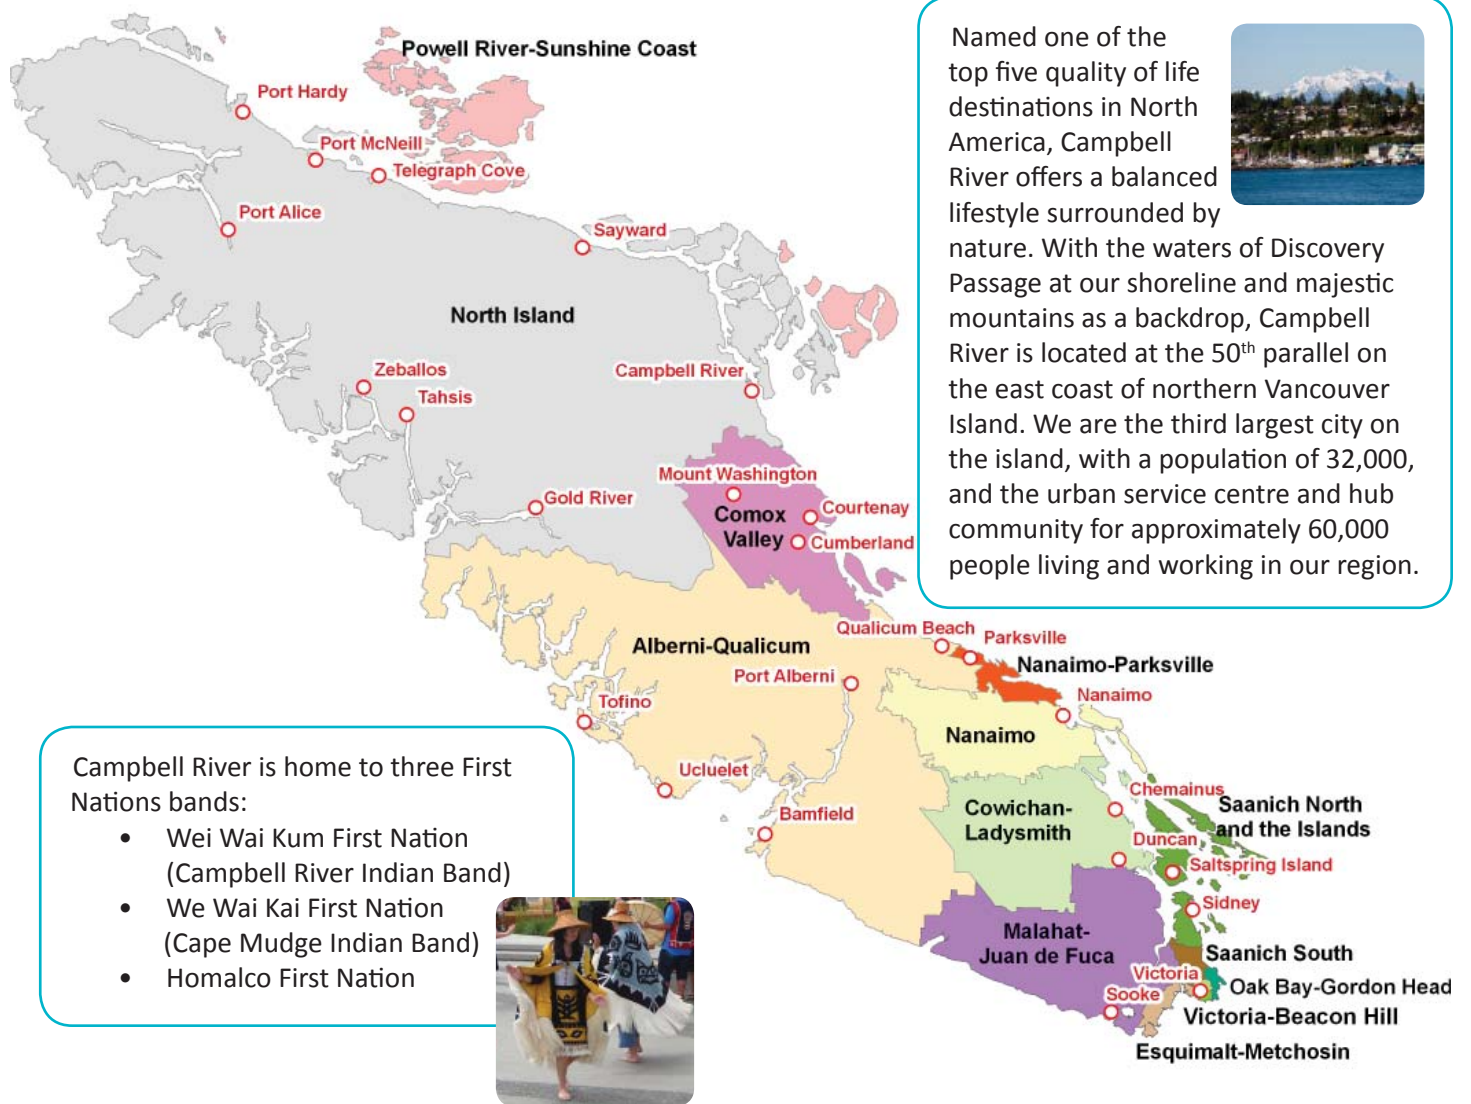 Powell River-Sunshine Coast
Port Hardy
Port McNeill
Telegraph Cove
Port Alice
Sayward
North Island
Zeballos
Tahsis
Campbell River
Mount Washington
Gold River
Comox
Valley
Courtenay
Cumberland
Named one of the
top five quality of life
destinations in North
America, Campbell
River offers a balanced
lifestyle surrounded by
nature. With the waters of Discovery
Passage at our shoreline and majestic
mountains as a backdrop, Campbell
River is located at the 50th parallel on
the east coast of northern Vancouver
Island. We are the third largest city on
the island, with a population of 32,000,
and the urban service centre and hub
community for approximately 60,000
people living and working in our region.
Qualicum Beach
Parksville
Alberni-Qualicum
Nanaimo-Parksville
Port Alberni
Tofino
Nanaimo
Nanaimo
Ucluelet
Bamfield
Chemainus
Cowichan-
Ladysmith
Saanich North
and the Islands
Duncan
Saltspring Island
Sidney
Malahat-
Juan de Fuca
Saanich South
Victoria
Oak Bay-Gordon Head
Sooke
Victoria-Beacon Hill
Esquimalt-Metchosin
Campbell River is home to three First
Nations bands:
• Wei Wai Kum First Nation
(Campbell River Indian Band)
• We Wai Kai First Nation
(Cape Mudge Indian Band)
• Homalco First Nation